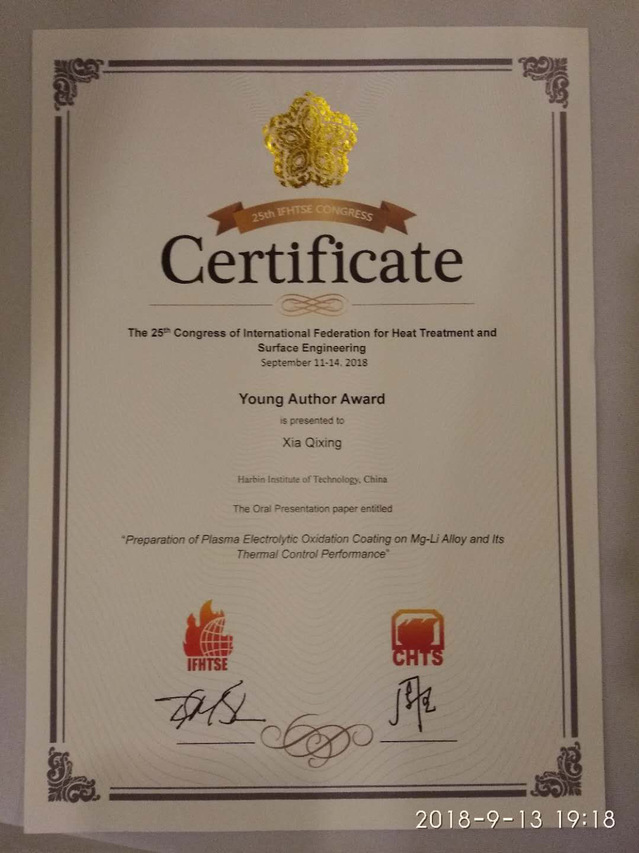 25th IFHTSE CONGRESS
Certificate
The 25th Congress of International Federation for Heat Treatment and
Surface Engineering
September 11-14. 2018
Young Author Award
is presented to
Xia Qixing
Harbin Institute of Technology, China
The Oral Presentation paper entitled
“Preparation of Plasma Electrolytic Oxidation Coating on Mg-Li Alloy and Its
Thermal Control Performance”
IFHTSE
CHTS
2018-9-13 19:18